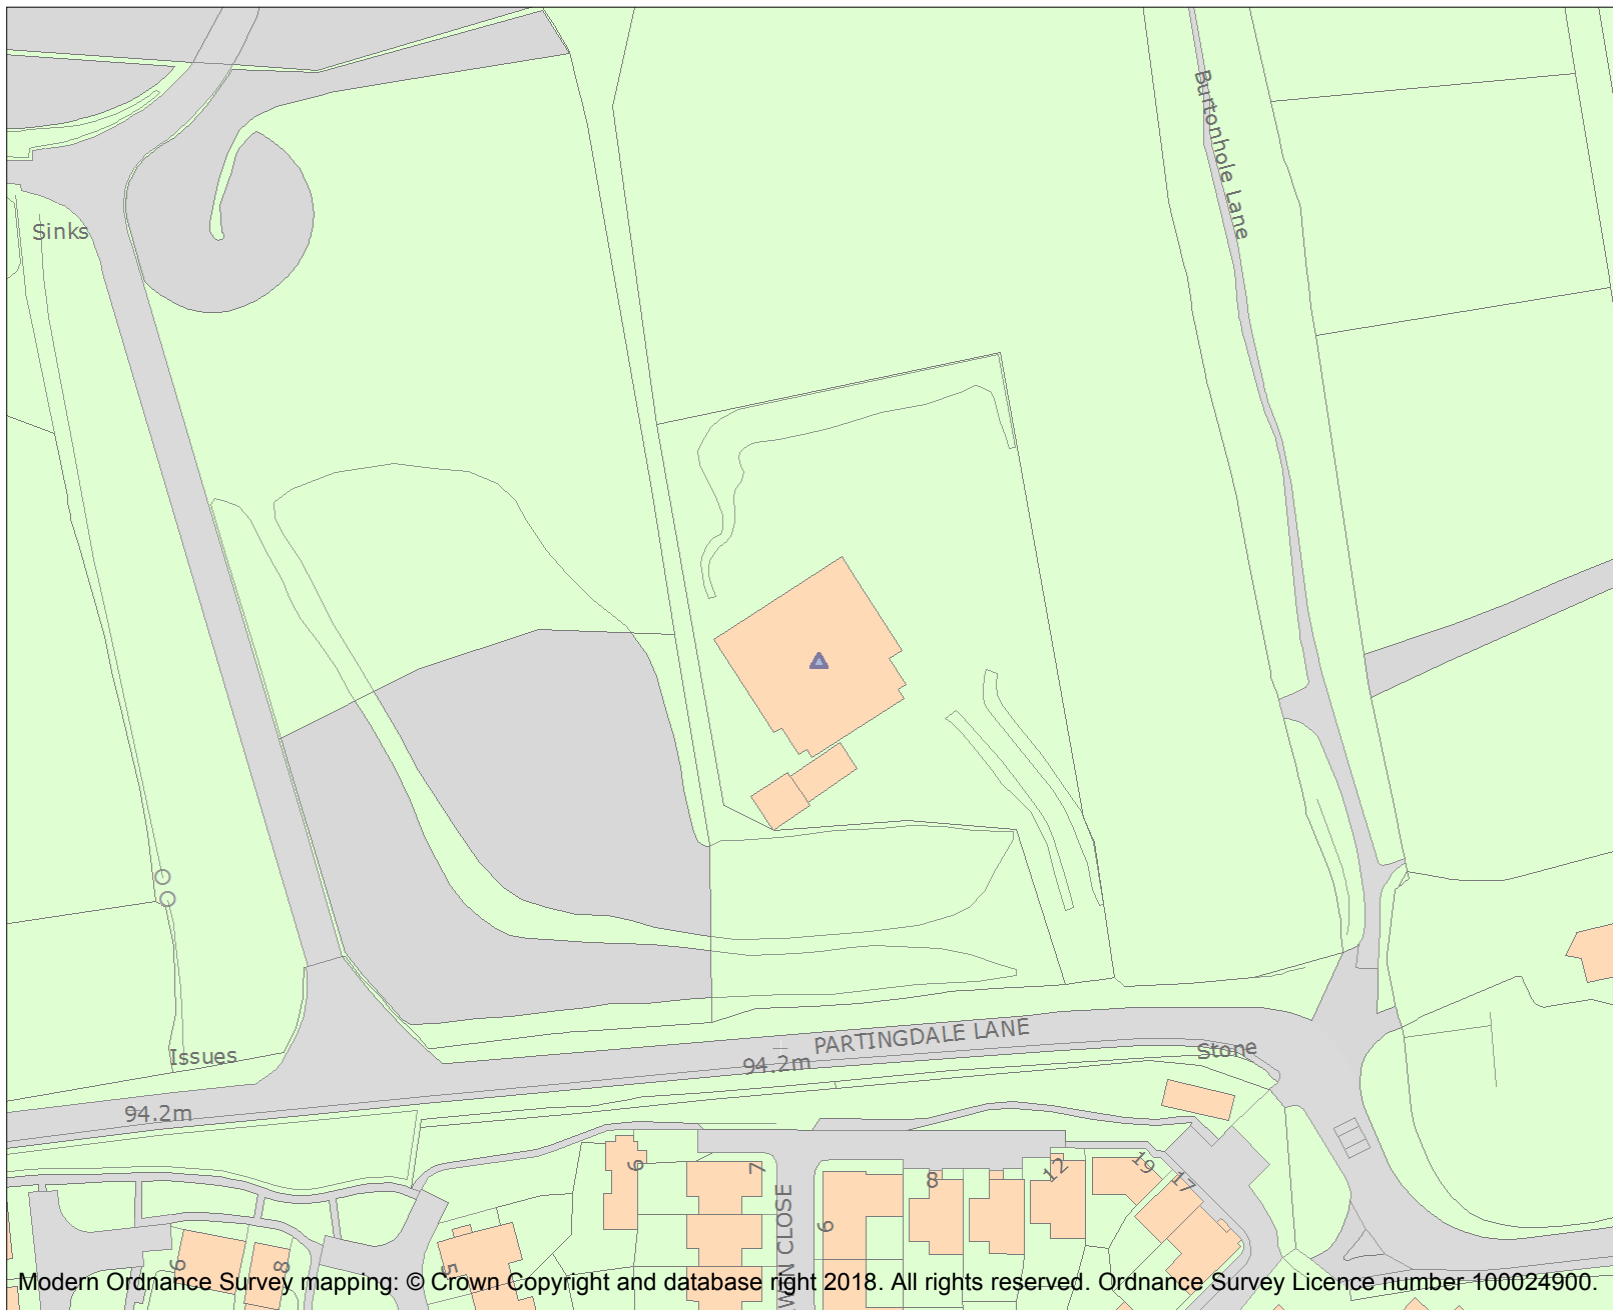 Burtonhole Lane
Sinks
Issues
PARTINGDALE LANE
94.2m
Stone
94.2m
6
7
8
12
19
17
WN CLOSE
6
6
8
5
Modern Ordnance Survey mapping: © Crown Copyright and database right 2018. All rights reserved. Ordnance Survey Licence number 100024900.